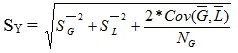 S_Y = √(S_G̅^-2 + S_L^-2 + (2*Cov(G̅,L̅))/N_G)